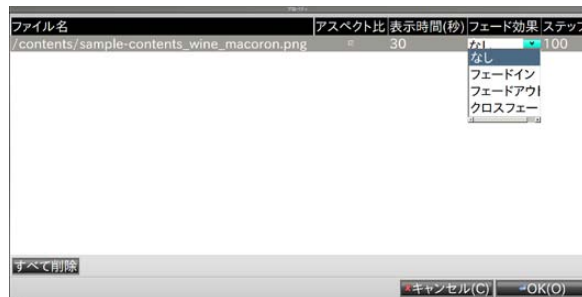 ファイル名 アスペクト比 表示時間(秒) フェード効果 ステップ
/contents/sample-contents_wine_macoron.png 30 なし 100
なし
フェードイン
フェードアウト
クロスフェー
すべて削除
キャンセル(C) OK(O)